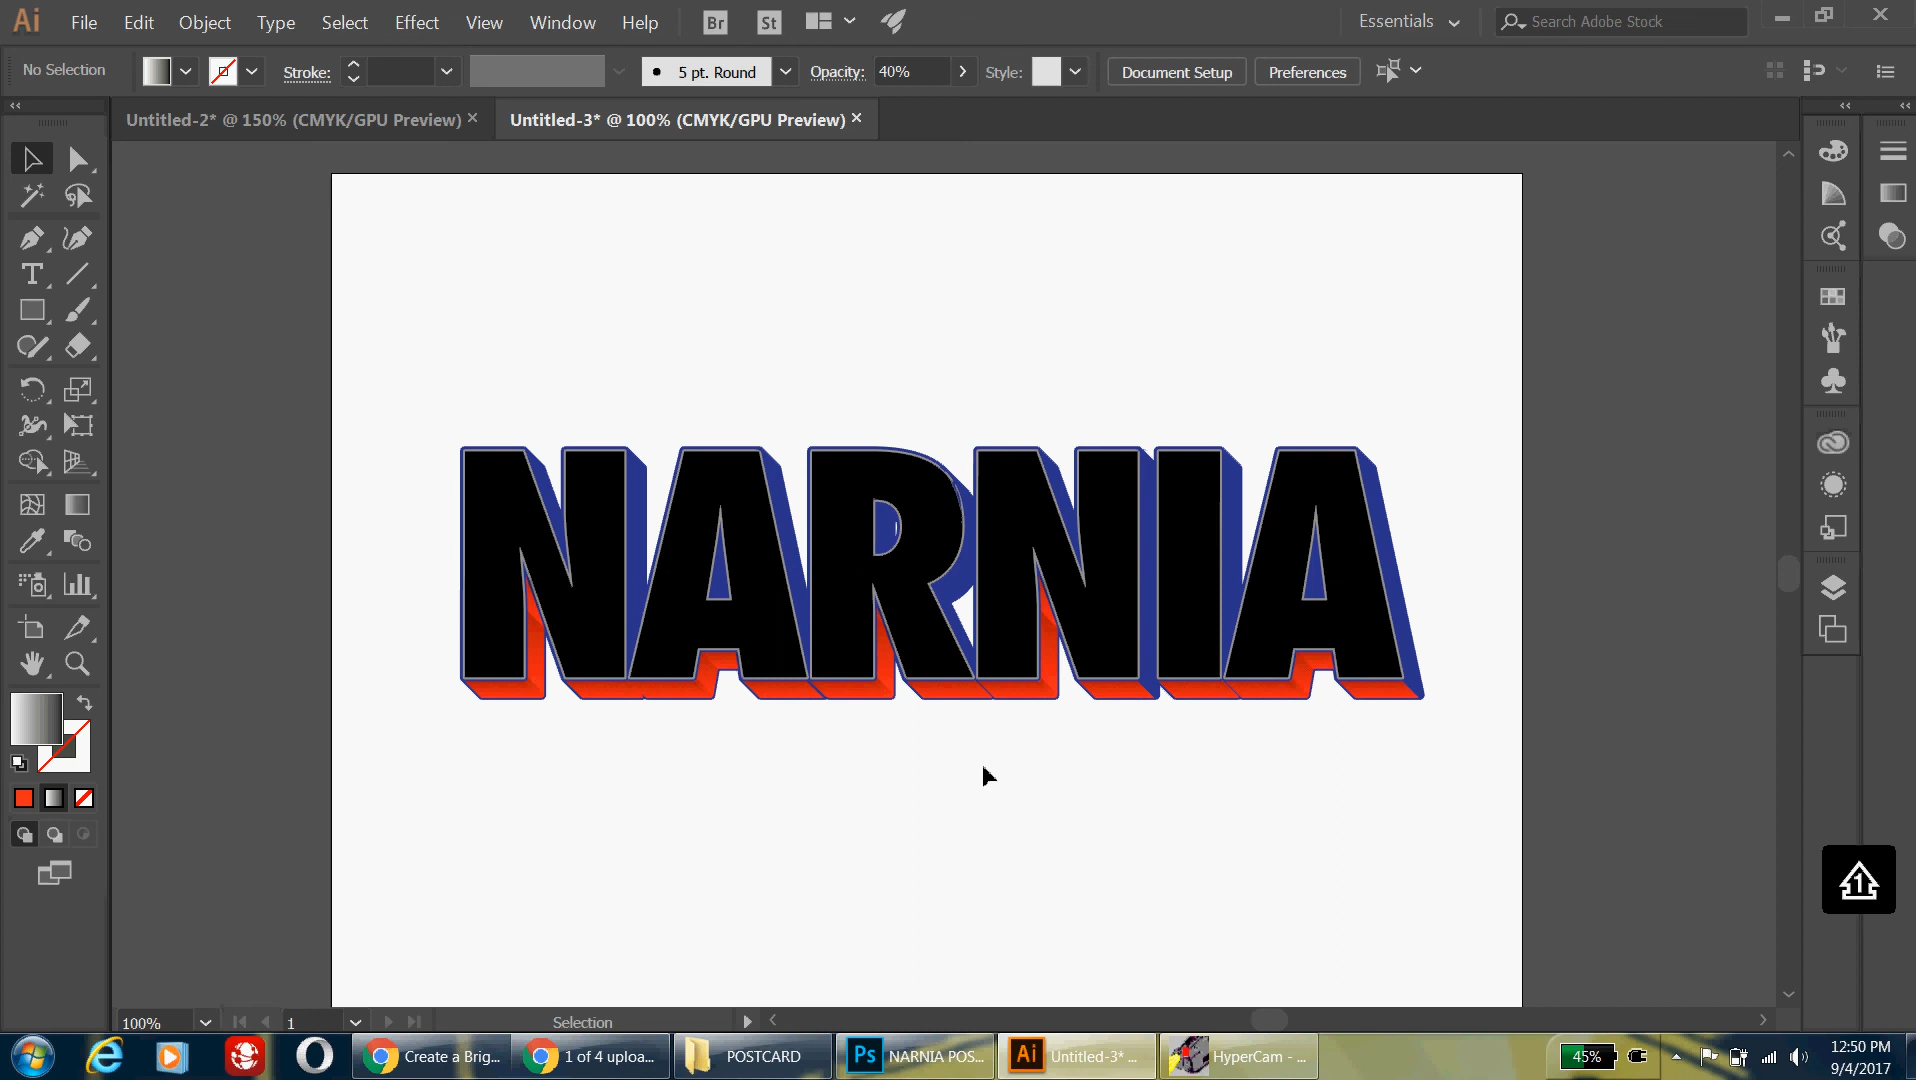 Ai File Edit Object Type Select Effect View Window Help Br St Essentials Search Adobe Stock
No Selection Stroke: 5 pt. Round Opacity: 40% Style: Document Setup Preferences
Untitled-2* @ 150% (CMYK/GPU Preview) Untitled-3* @ 100% (CMYK/GPU Preview)
NARNIA
100% 1 Selection
Create a Brig... 1 of 4 uploa... POSTCARD Ps NARNIA POS... Ai Untitled-3* ... HyperCam - ... 45% 12:50 PM
9/4/2017